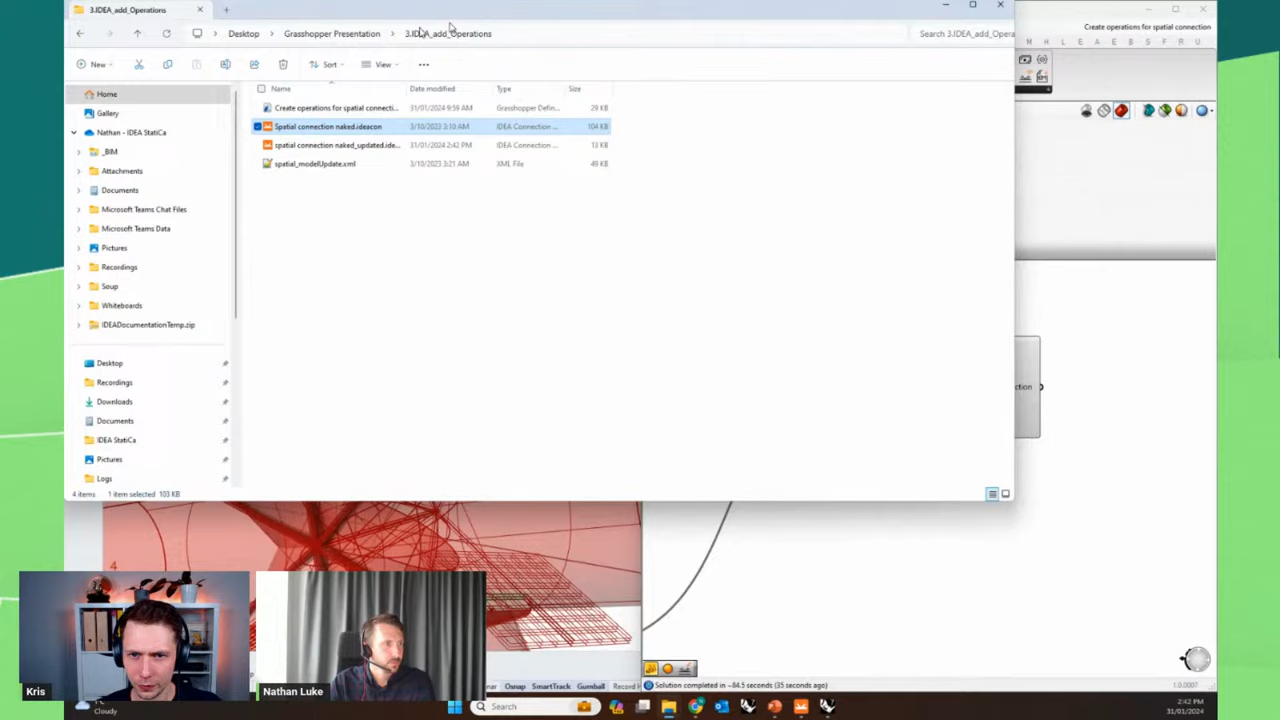 3.IDEA_add_Operations
Desktop > Grasshopper Presentation > 3.IDEA_add_Operations
Search 3.IDEA_add_Opera
Create operations for spatial connection
M H L E A E F R U
New Sort View
Name Date modified Type Size
Create operations for spatial connecti... 31/01/2024 9:59 AM Grasshopper Defin... 29 KB
Spatial connection naked.ideacon 3/10/2023 3:10 AM IDEA Connection ... 104 KB
spatial connection naked_updated.ide... 31/01/2024 2:42 PM IDEA Connection ... 13 KB
spatial_modelUpdate.xml 3/10/2023 3:21 AM XML File 49 KB
Home
Gallery
Nathan - IDEA StatiCa
_BIM
Attachments
Documents
Microsoft Teams Chat Files
Microsoft Teams Data
Pictures
Recordings
Soup
Whiteboards
IDEADocumentationTemp.zip
Desktop
Recordings
Downloads
Documents
IDEA StatiCa
Pictures
Logs
4 items 1 item selected 103 KB
ction
4
Kris
Nathan Luke
Osnap SmartTrack Gumball Record H
Solution completed in ~84.5 seconds (35 seconds ago)
1.0.0007
Cloudy
Search
2:42 PM
31/01/2024